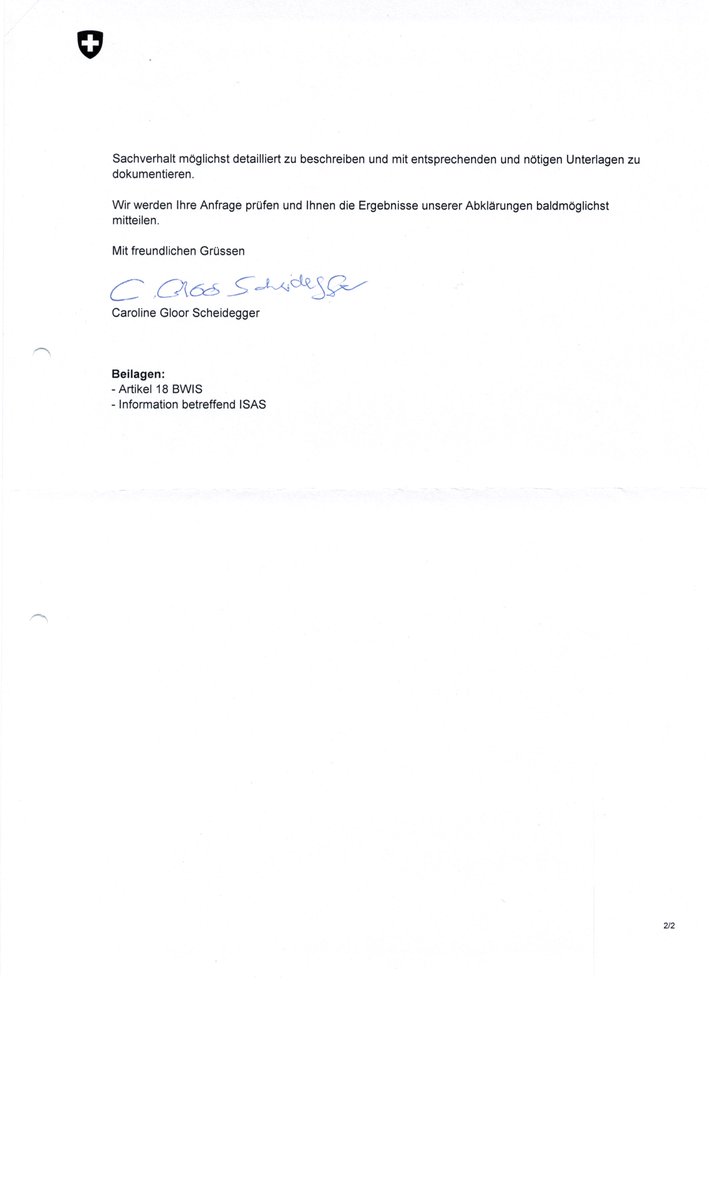 Sachverhalt möglichst detailliert zu beschreiben und mit entsprechenden und nötigen Unterlagen zu
dokumentieren.
Wir werden Ihre Anfrage prüfen und Ihnen die Ergebnisse unserer Abklärungen baldmöglichst
mitteilen.
Mit freundlichen Grüssen
C. Gloor Scheidegger
Caroline Gloor Scheidegger
Beilagen:
- Artikel 18 BWIS
- Information betreffend ISAS
2/2